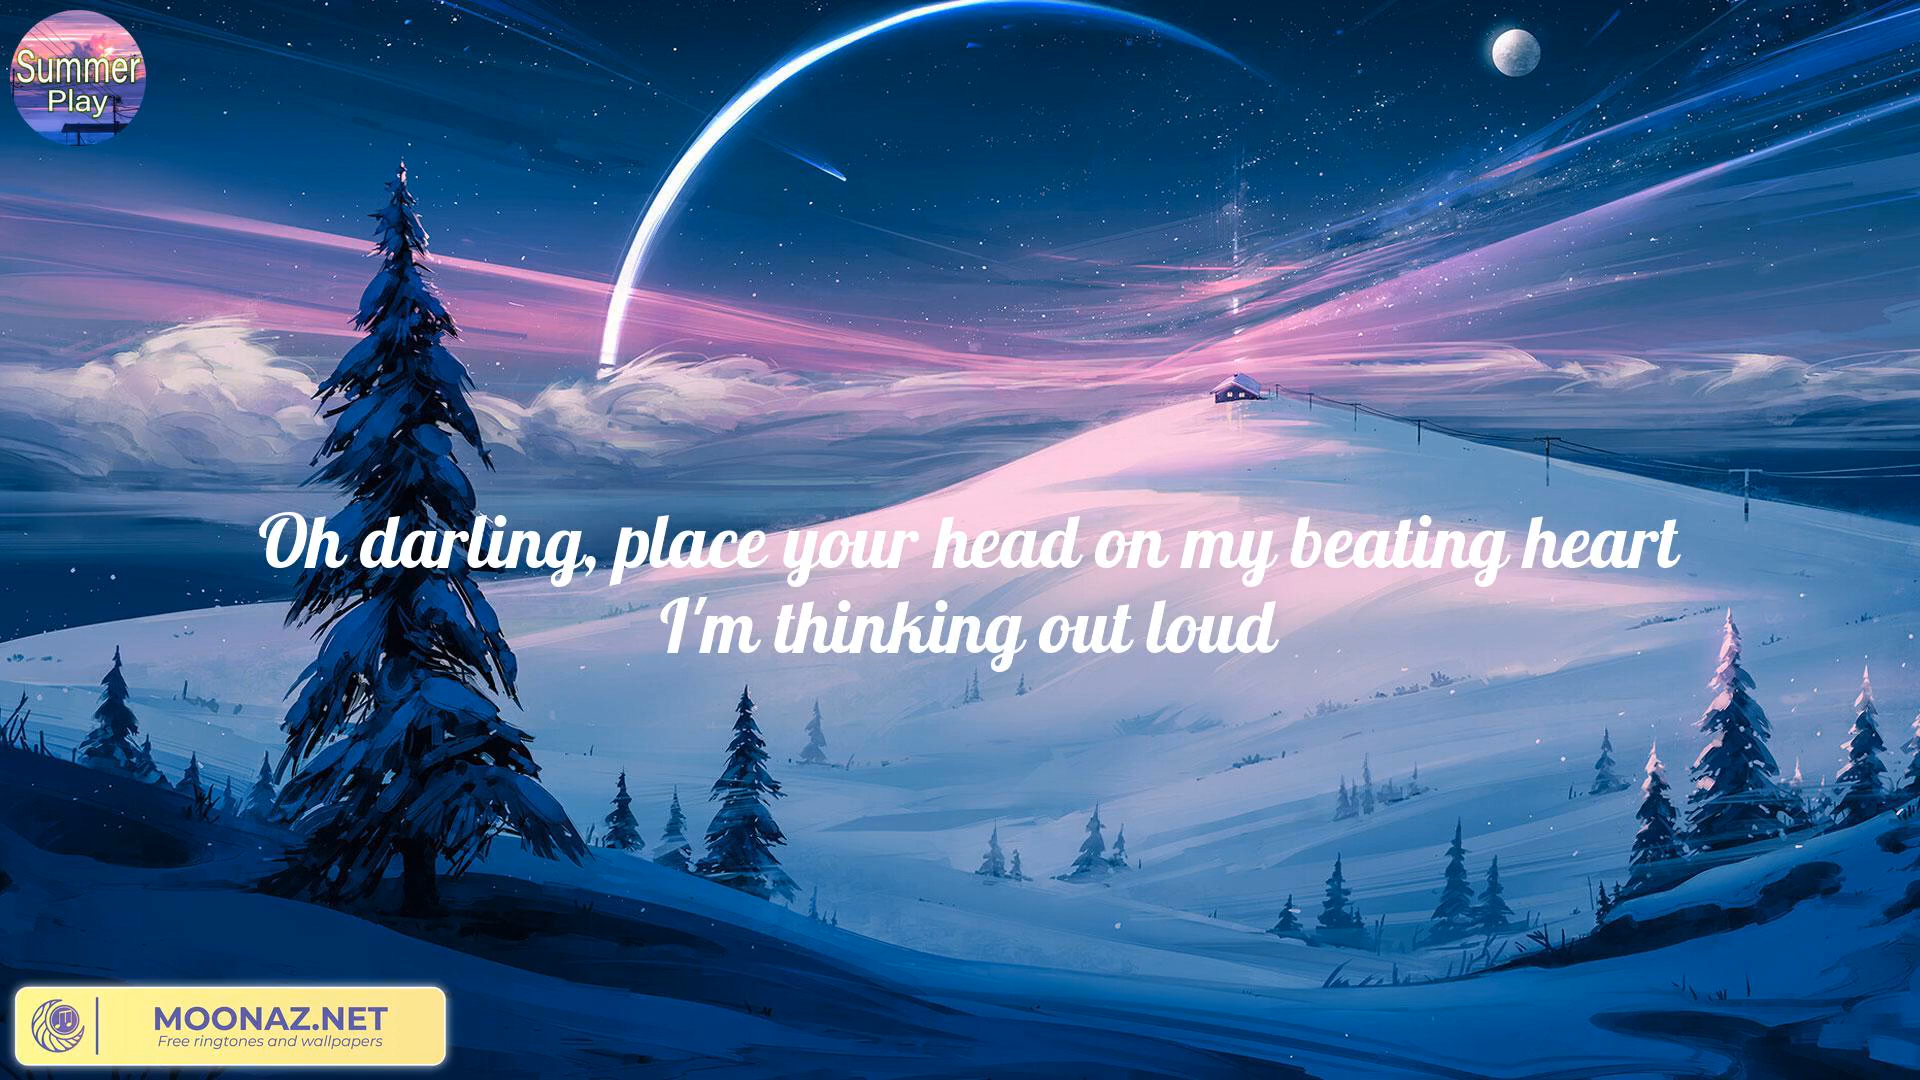 Summer
Play
Oh darling, place your head on my beating heart
I'm thinking out loud
MOONAZ.NET
Free ringtones and wallpapers